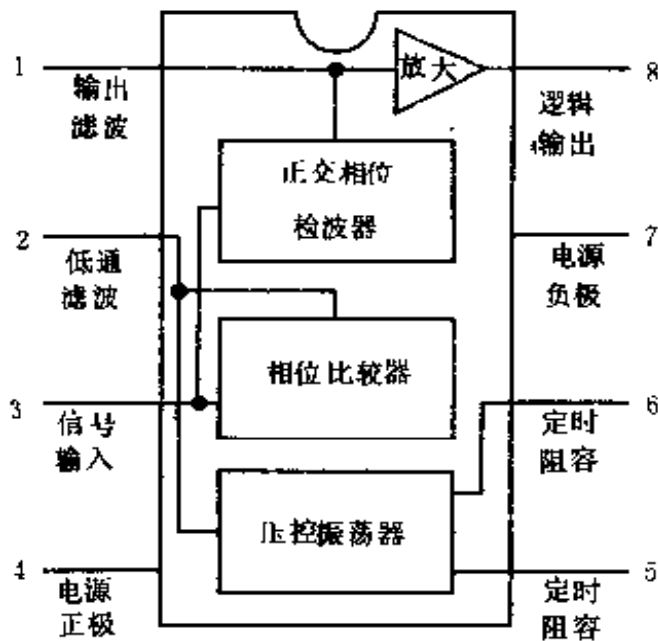 1
输出
滤波
放大
8
逻辑
输出
正交相位
检波器
2
低通
滤波
7
电源
负极
相位比较器
3
信号
输入
6
定时
阻容
压控振荡器
4
电源
正极
5
定时
阻容